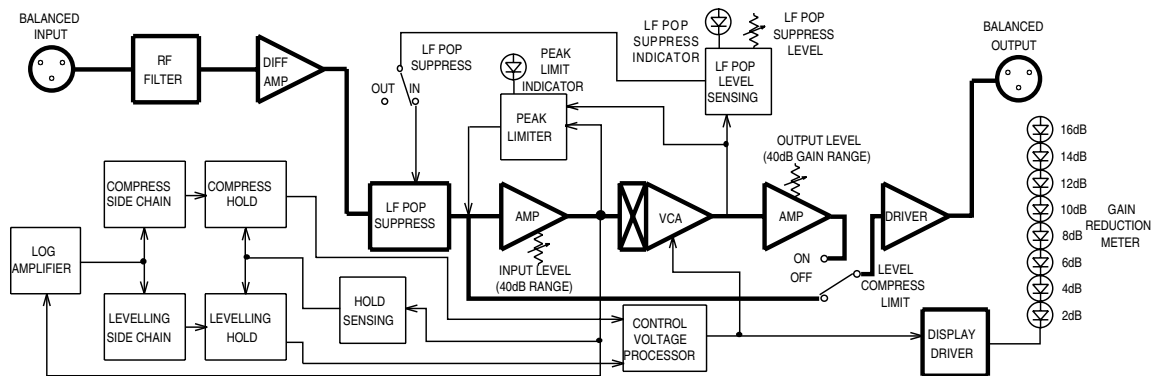 BALANCED
INPUT
RF
FILTER
DIFF
AMP
LF POP
SUPPRESS
OUT
IN
PEAK
LIMIT
INDICATOR
PEAK
LIMITER
LF POP
SUPPRESS
INDICATOR
LF POP
SUPPRESS
LEVEL
LF POP
LEVEL
SENSING
BALANCED
OUTPUT
16dB
14dB
12dB
10dB
8dB
6dB
4dB
2dB
GAIN
REDUCTION
METER
COMPRESS
SIDE CHAIN
COMPRESS
HOLD
LF POP
SUPPRESS
AMP
INPUT LEVEL
(40dB RANGE)
VCA
OUTPUT LEVEL
(40dB GAIN RANGE)
AMP
DRIVER
ON
OFF
LEVEL
COMPRESS
LIMIT
LOG
AMPLIFIER
LEVELLING
SIDE CHAIN
LEVELLING
HOLD
HOLD
SENSING
CONTROL
VOLTAGE
PROCESSOR
DISPLAY
DRIVER